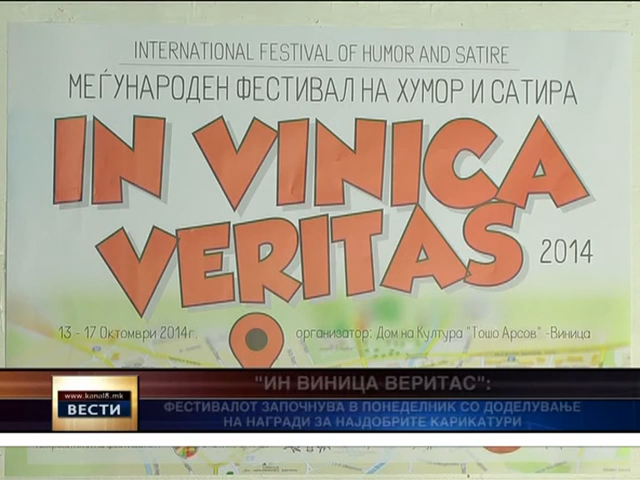 INTERNATIONAL FESTIVAL OF HUMOR AND SATIRE
МЕЃУНАРОДЕН ФЕСТИВАЛ НА ХУМОР И САТИРА
IN VINICA
VERITAS 2014
13 - 17 Октомври 2014г. организатор: Дом на Култура "Тошо Арсов" -Виница
"ИН ВИНИЦА ВЕРИТАС":
www.kanal8.mk
ВЕСТИ
ФЕСТИВАЛОТ ЗАПОЧНУВА В ПОНЕДЕЛНИК СО ДОДЕЛУВАЊЕ
НА НАГРАДИ ЗА НАЈДОБРИТЕ КАРИКАТУРИ